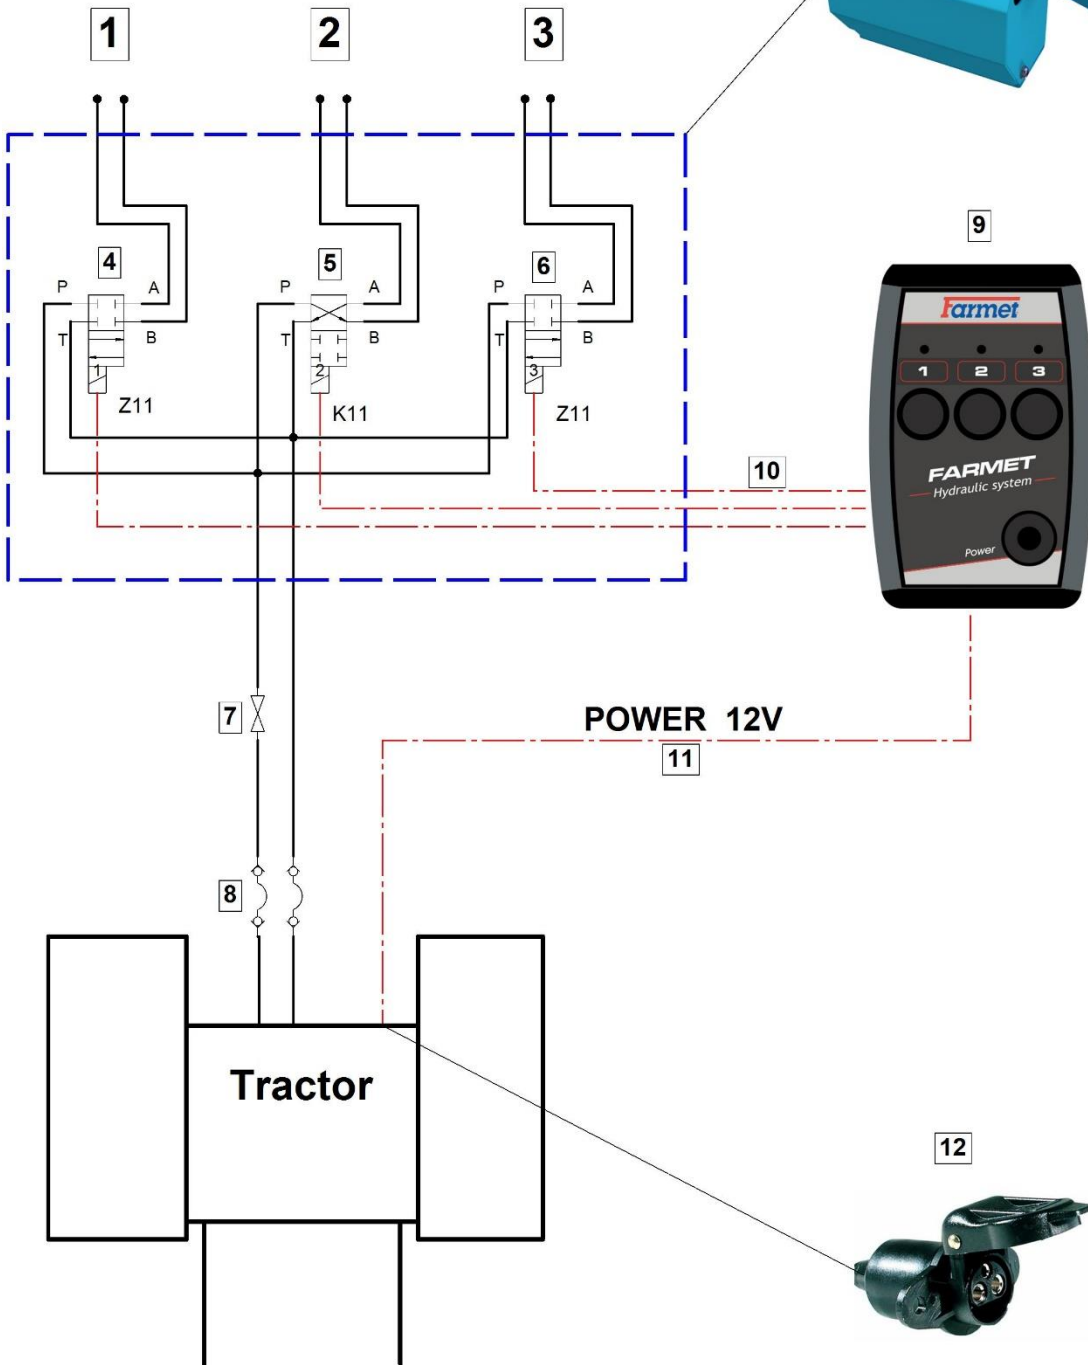 1 2 3
9
4 5 6
P A P A P A
T B T B T B
1 2 3
Z11 K11 Z11
Farmet
1 2 3
FARMET
Hydraulic system
Power
10
7
POWER 12V
11
8
Tractor
12